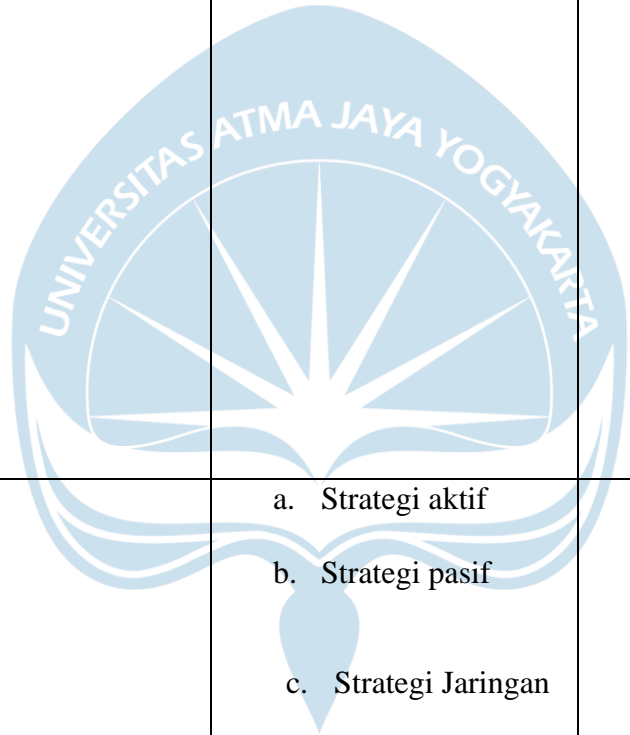 UNIVERSITAS ATMA JAYA YOGYAKARTA
a. Strategi aktif
b. Strategi pasif
c. Strategi Jaringan